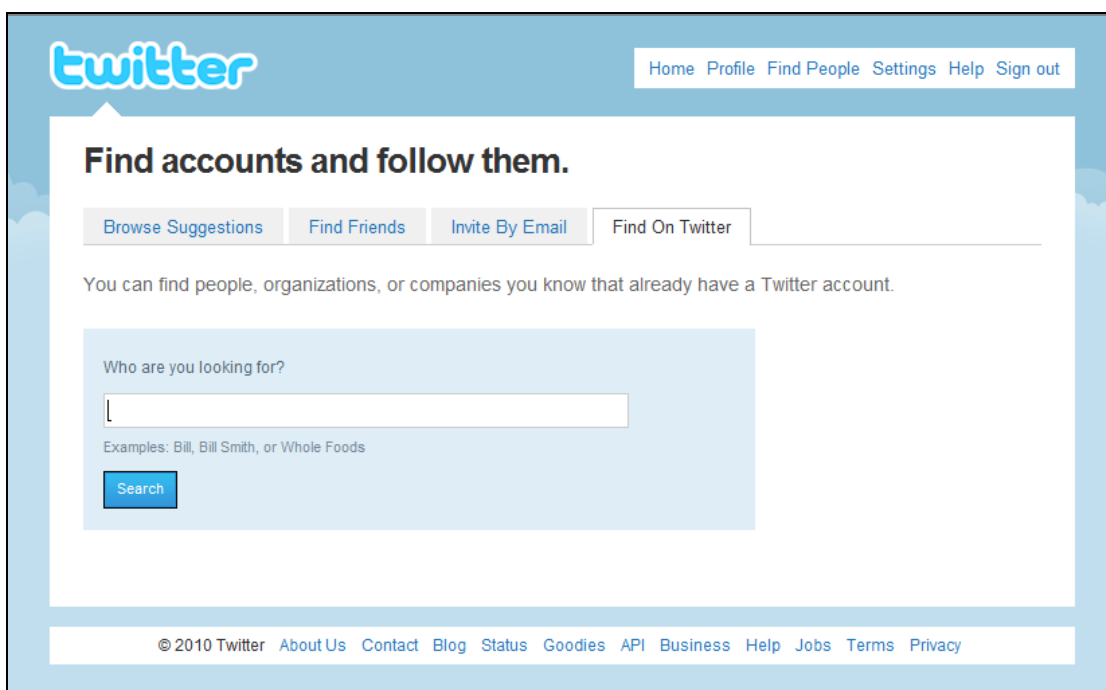 twitter
Home Profile Find People Settings Help Sign out
Find accounts and follow them.
Browse Suggestions Find Friends Invite By Email Find On Twitter
You can find people, organizations, or companies you know that already have a Twitter account.
Who are you looking for?
Examples: Bill, Bill Smith, or Whole Foods
Search
© 2010 Twitter About Us Contact Blog Status Goodies API Business Help Jobs Terms Privacy